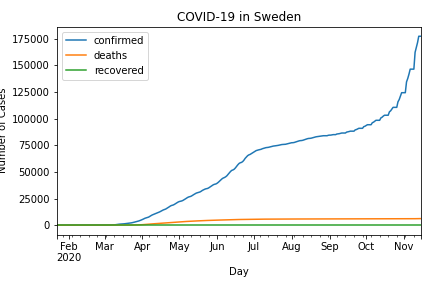 COVID-19 in Sweden
confirmed
deaths
recovered
175000
150000
125000
100000
75000
50000
25000
0
Number of Cases
Feb Mar Apr May Jun Jul Aug Sep Oct Nov
2020
Day